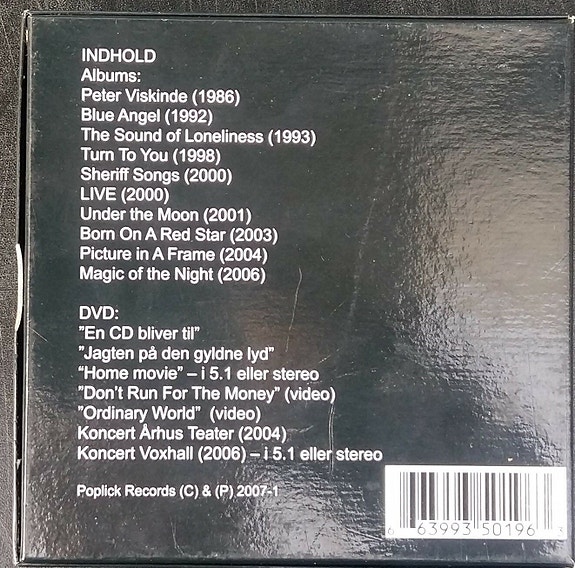 INDHOLD
Albums:
Peter Viskinde (1986)
Blue Angel (1992)
The Sound of Loneliness (1993)
Turn To You (1998)
Sheriff Songs (2000)
LIVE (2000)
Under the Moon (2001)
Born On A Red Star (2003)
Picture in A Frame (2004)
Magic of the Night (2006)
DVD:
”En CD bliver til”
”Jagten på den gyldne lyd”
“Home movie” – i 5.1 eller stereo
”Don’t Run For The Money” (video)
”Ordinary World”  (video)
Koncert Århus Teater (2004)
Koncert Voxhall (2006) – i 5.1 eller stereo
Poplick Records (C) & (P) 2007-1
6 63993 50196 3